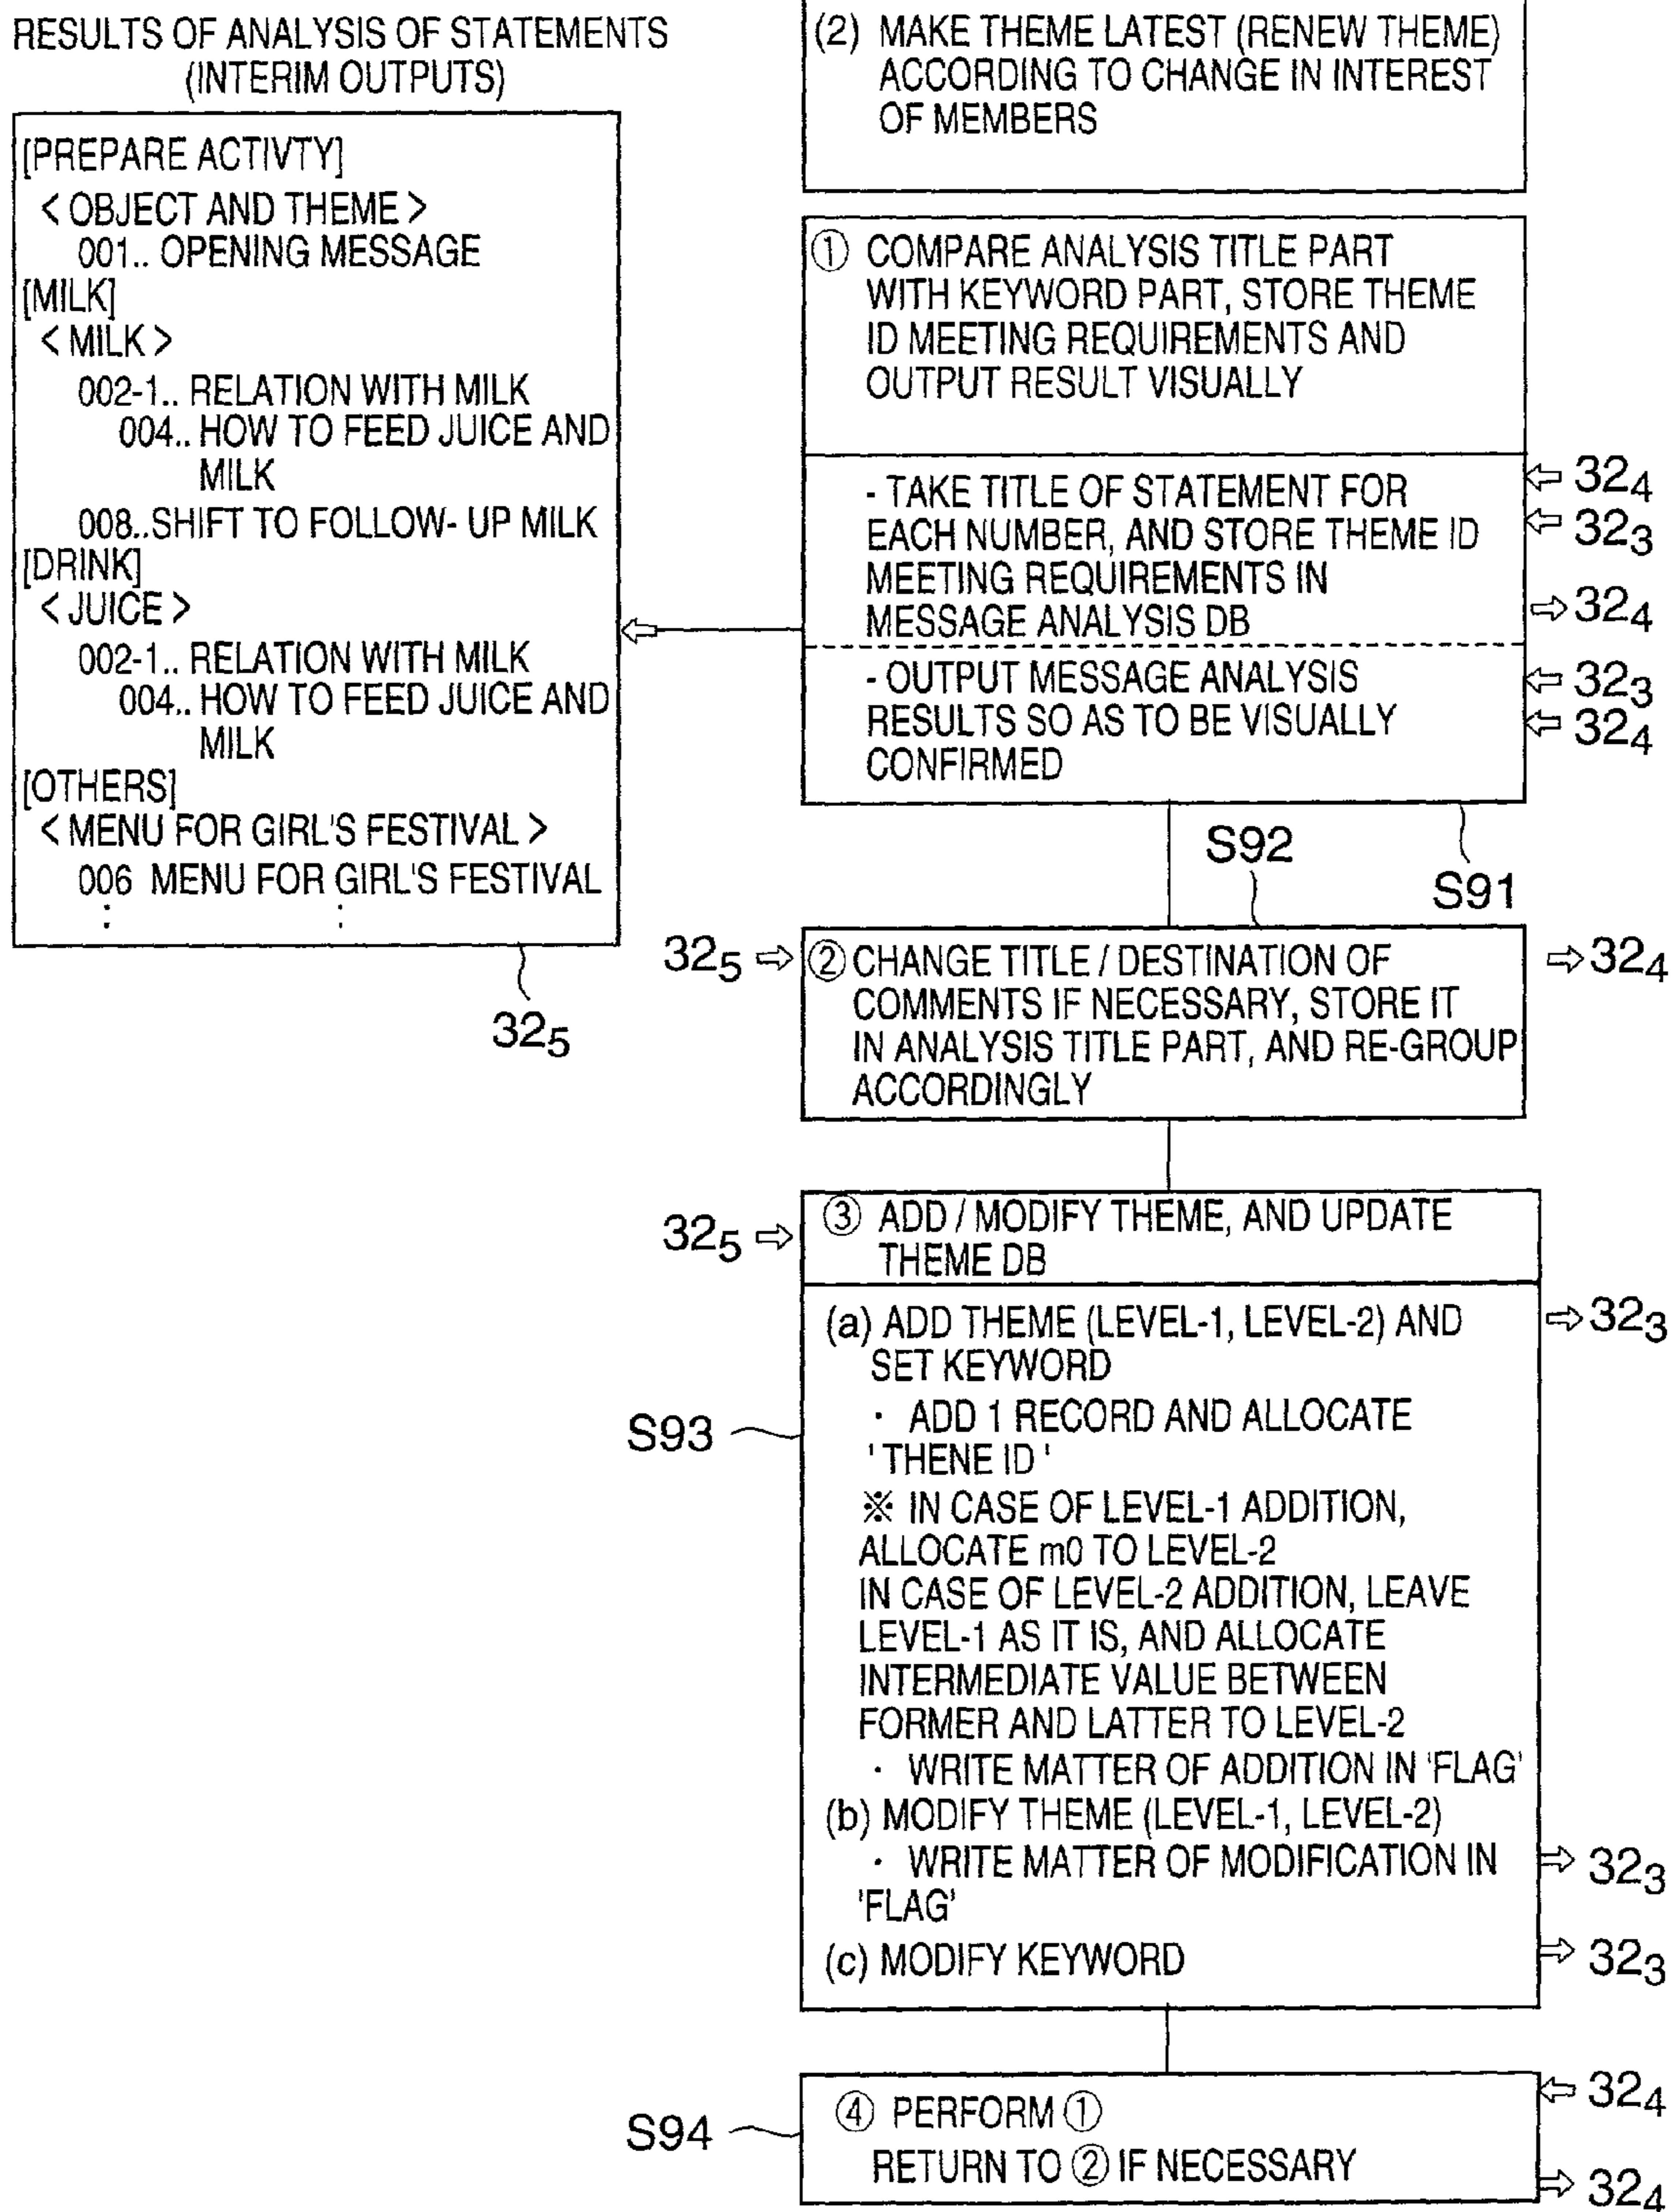 RESULTS OF ANALYSIS OF STATEMENTS
(INTERIM OUTPUTS)
[PREPARE ACTIVTY]
< OBJECT AND THEME >
001.. OPENING MESSAGE
[MILK]
< MILK >
002-1.. RELATION WITH MILK
004.. HOW TO FEED JUICE AND
MILK
008..SHIFT TO FOLLOW- UP MILK
[DRINK]
< JUICE >
002-1.. RELATION WITH MILK
004.. HOW TO FEED JUICE AND
MILK
[OTHERS]
< MENU FOR GIRL'S FESTIVAL >
006 MENU FOR GIRL'S FESTIVAL
: :
32₅
(2) MAKE THEME LATEST (RENEW THEME)
ACCORDING TO CHANGE IN INTEREST
OF MEMBERS
① COMPARE ANALYSIS TITLE PART
WITH KEYWORD PART, STORE THEME
ID MEETING REQUIREMENTS AND
OUTPUT RESULT VISUALLY
- TAKE TITLE OF STATEMENT FOR ⇦ 32₄
EACH NUMBER, AND STORE THEME ID ⇦ 32₃
MEETING REQUIREMENTS IN
MESSAGE ANALYSIS DB ⇨ 32₄
- OUTPUT MESSAGE ANALYSIS ⇦ 32₃
RESULTS SO AS TO BE VISUALLY ⇦ 32₄
CONFIRMED
S92
S91
32₅ ⇨ ② CHANGE TITLE / DESTINATION OF ⇨ 32₄
COMMENTS IF NECESSARY, STORE IT
IN ANALYSIS TITLE PART, AND RE-GROUP
ACCORDINGLY
32₅ ⇨ ③ ADD / MODIFY THEME, AND UPDATE
THEME DB
(a) ADD THEME (LEVEL-1, LEVEL-2) AND ⇨ 32₃
SET KEYWORD
S93 · ADD 1 RECORD AND ALLOCATE
'THENE ID'
※ IN CASE OF LEVEL-1 ADDITION,
ALLOCATE m0 TO LEVEL-2
IN CASE OF LEVEL-2 ADDITION, LEAVE
LEVEL-1 AS IT IS, AND ALLOCATE
INTERMEDIATE VALUE BETWEEN
FORMER AND LATTER TO LEVEL-2
· WRITE MATTER OF ADDITION IN 'FLAG'
(b) MODIFY THEME (LEVEL-1, LEVEL-2)
· WRITE MATTER OF MODIFICATION IN ⇨ 32₃
'FLAG'
(c) MODIFY KEYWORD ⇨ 32₃
S94 ④ PERFORM ① ⇦ 32₄
RETURN TO ② IF NECESSARY ⇨ 32₄